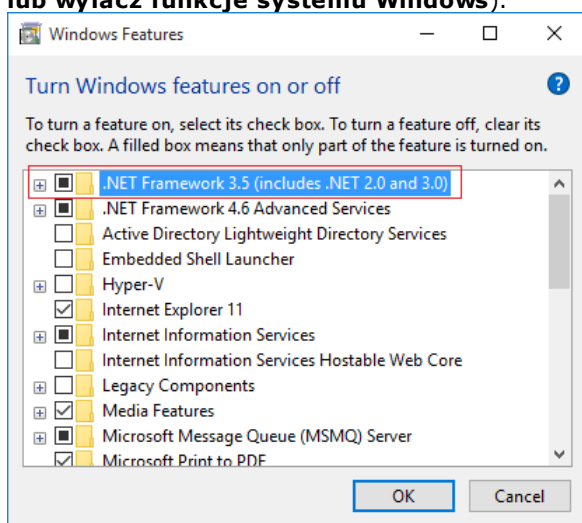 lub wyłącz funkcje systemu Windows).
Windows Features
Turn Windows features on or off
To turn a feature on, select its check box. To turn a feature off, clear its
check box. A filled box means that only part of the feature is turned on.
.NET Framework 3.5 (includes .NET 2.0 and 3.0)
.NET Framework 4.6 Advanced Services
Active Directory Lightweight Directory Services
Embedded Shell Launcher
Hyper-V
Internet Explorer 11
Internet Information Services
Internet Information Services Hostable Web Core
Legacy Components
Media Features
Microsoft Message Queue (MSMQ) Server
Microsoft Print to PDF
OK
Cancel